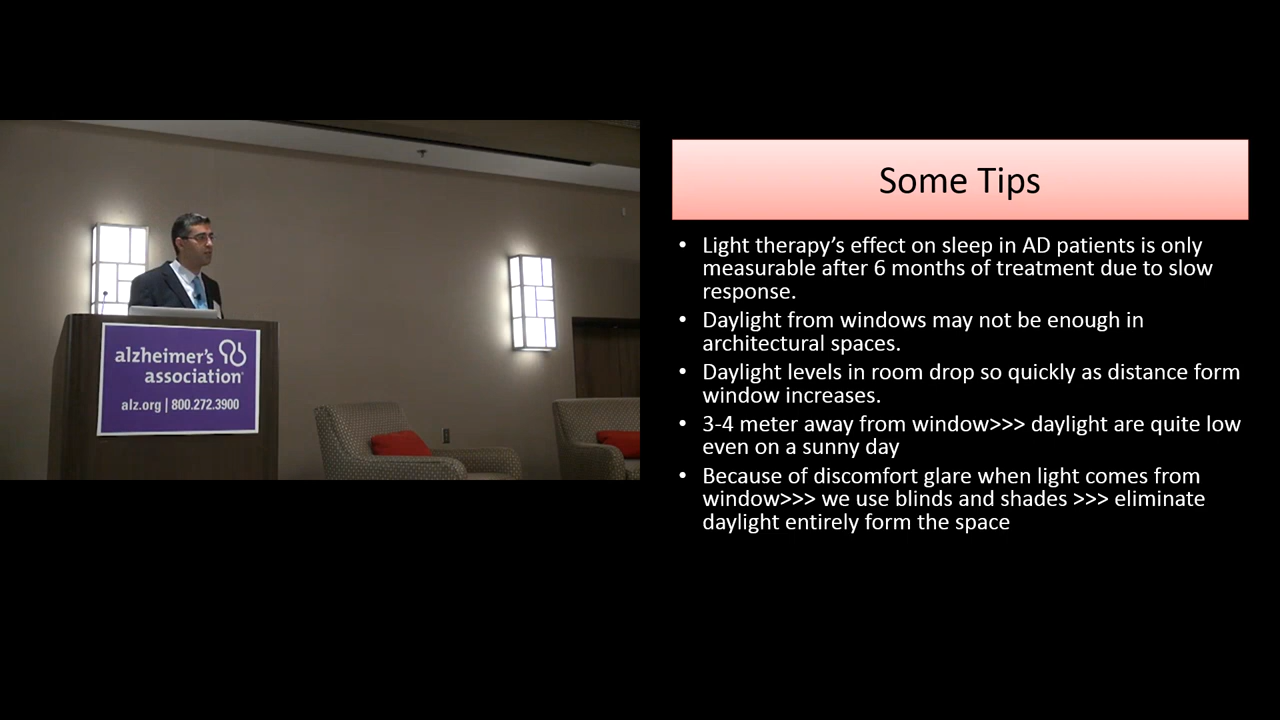 alzheimer's
association
alz.org | 800.272.3900
Some Tips
• Light therapy’s effect on sleep in AD patients is only
measurable after 6 months of treatment due to slow
response.
• Daylight from windows may not be enough in
architectural spaces.
• Daylight levels in room drop so quickly as distance form
window increases.
• 3-4 meter away from window>>> daylight are quite low
even on a sunny day
• Because of discomfort glare when light comes from
window>>> we use blinds and shades >>> eliminate
daylight entirely form the space